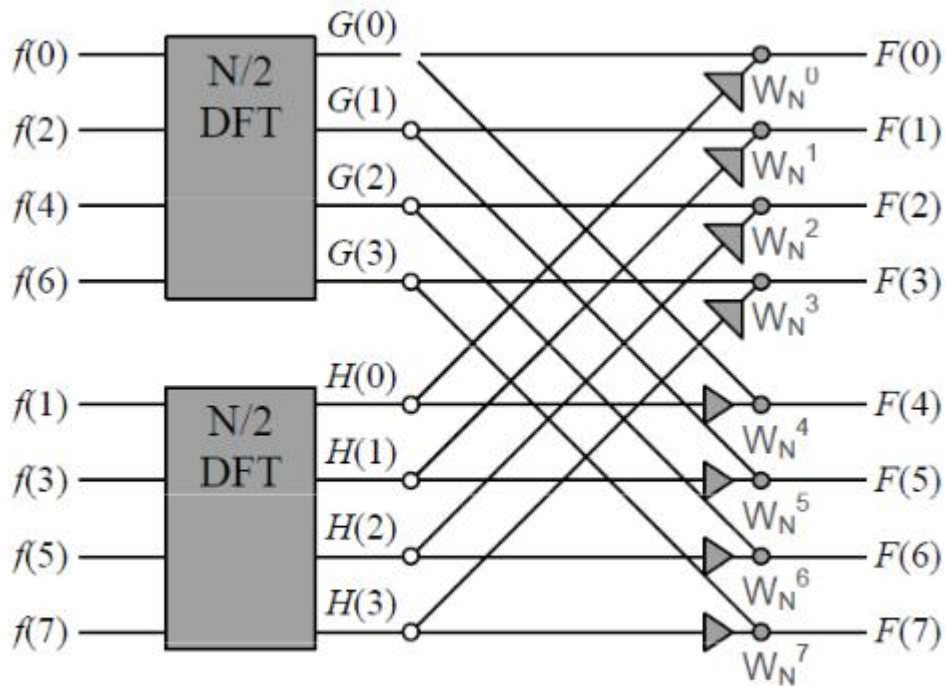 f(0)
f(2)
f(4)
f(6)
N/2
DFT
G(0)
G(1)
G(2)
G(3)
W_N^0
W_N^1
W_N^2
W_N^3
F(0)
F(1)
F(2)
F(3)
f(1)
f(3)
f(5)
f(7)
N/2
DFT
H(0)
H(1)
H(2)
H(3)
W_N^4
W_N^5
W_N^6
W_N^7
F(4)
F(5)
F(6)
F(7)